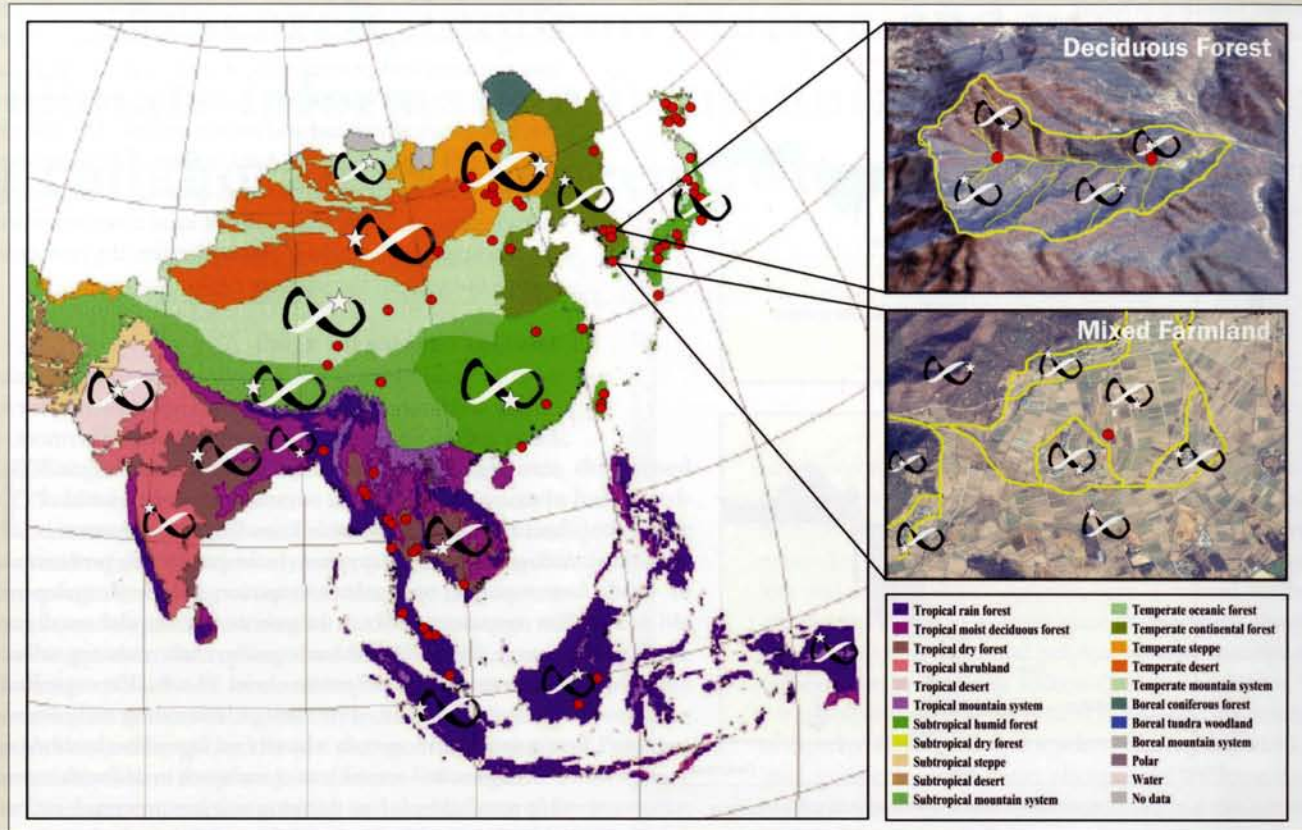 Deciduous Forest
Mixed Farmland
Tropical rain forest
Tropical moist deciduous forest
Tropical dry forest
Tropical shrubland
Tropical desert
Tropical mountain system
Subtropical humid forest
Subtropical dry forest
Subtropical steppe
Subtropical desert
Subtropical mountain system
Temperate oceanic forest
Temperate continental forest
Temperate steppe
Temperate desert
Temperate mountain system
Boreal coniferous forest
Boreal tundra woodland
Boreal mountain system
Polar
Water
No data